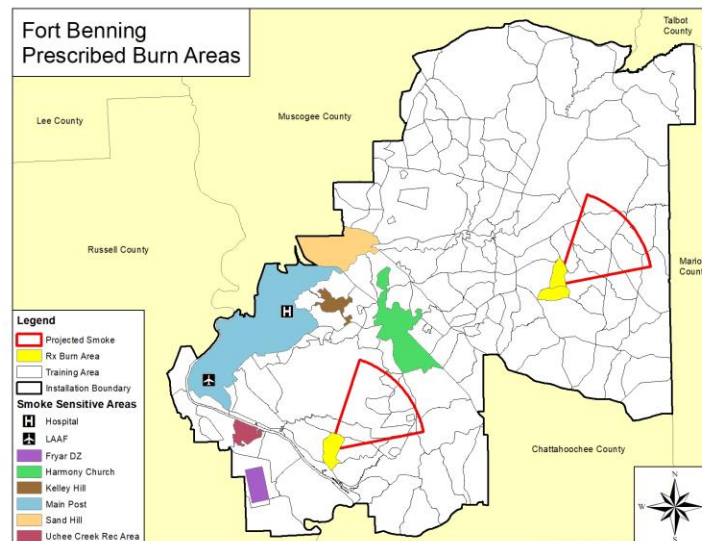 Fort Benning
Prescribed Burn Areas
Talbot
County
Lee County
Muscogee County
Russell County
Mario
County
Chattahoochee County
H
Legend
Projected Smoke
Rx Burn Area
Training Area
Installation Boundary
Smoke Sensitive Areas
H Hospital
LAAF
Fryar DZ
Harmony Church
Kelley Hill
Main Post
Sand Hill
Uchee Creek Rec Area
N
W E
S